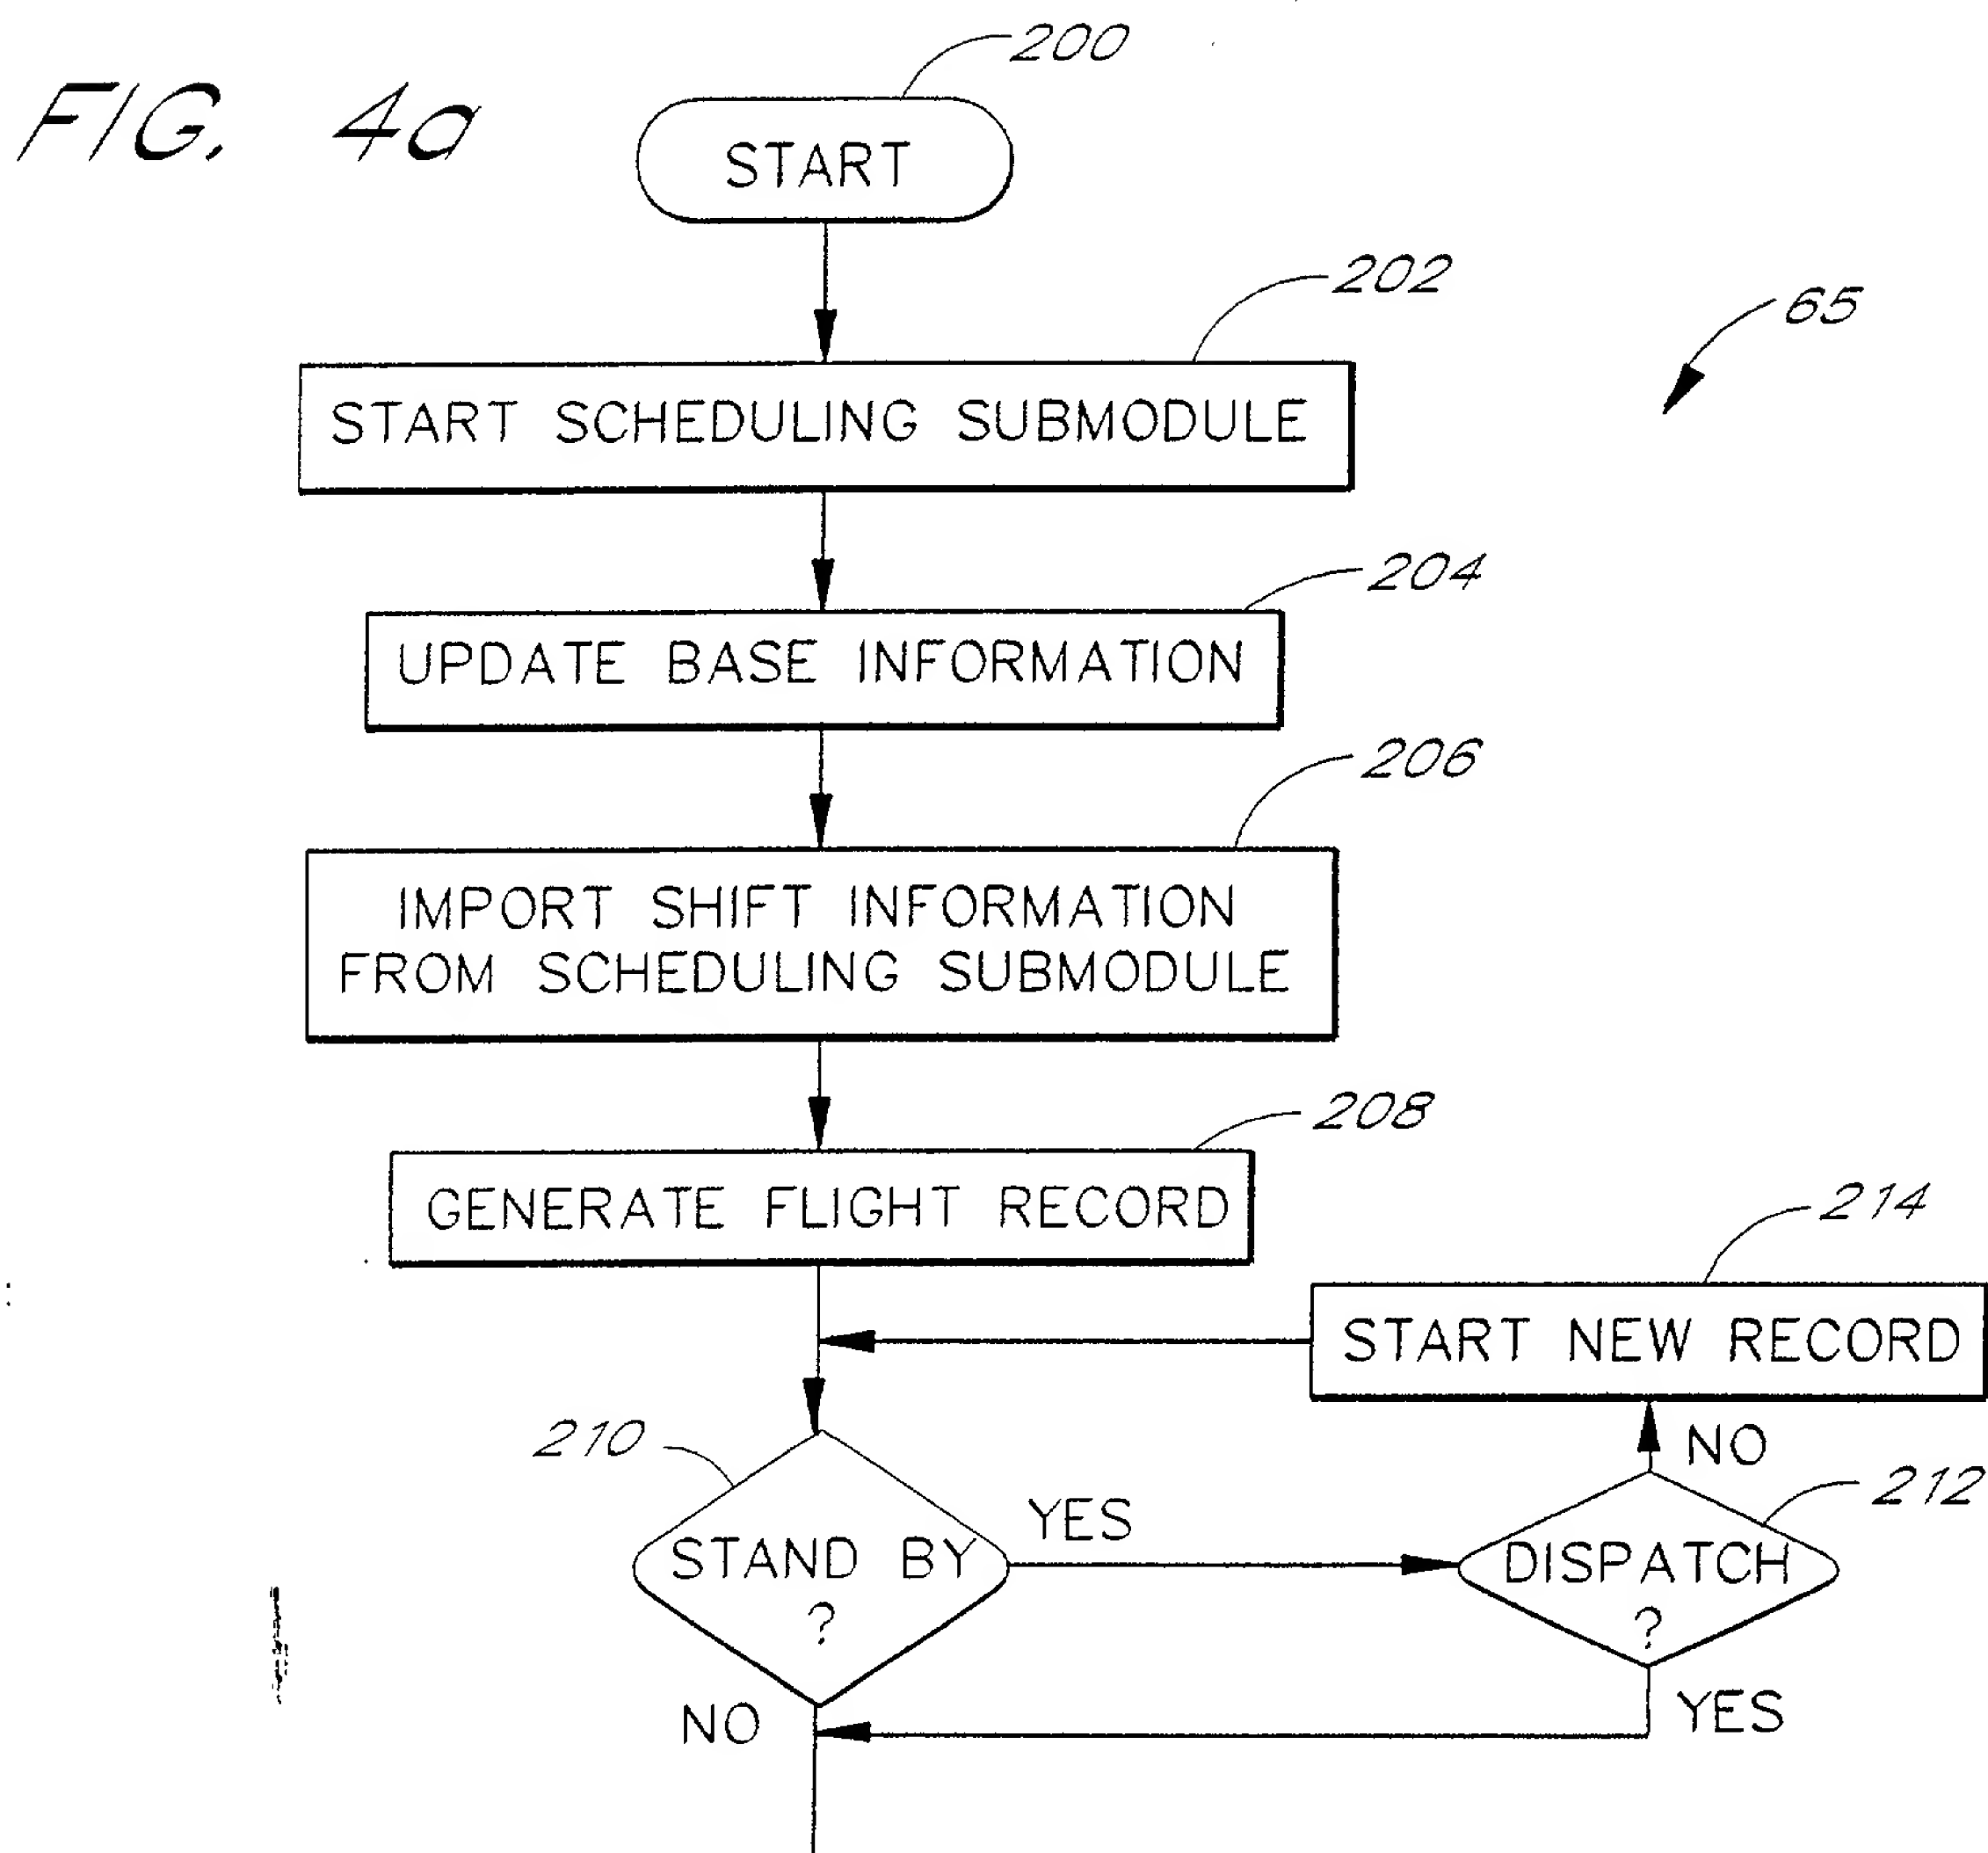 FIG. 4a
200
START
202
65
START SCHEDULING SUBMODULE
204
UPDATE BASE INFORMATION
206
IMPORT SHIFT INFORMATION
FROM SCHEDULING SUBMODULE
208
GENERATE FLIGHT RECORD
214
START NEW RECORD
210
NO
212
YES
STAND BY
?
DISPATCH
?
NO
YES